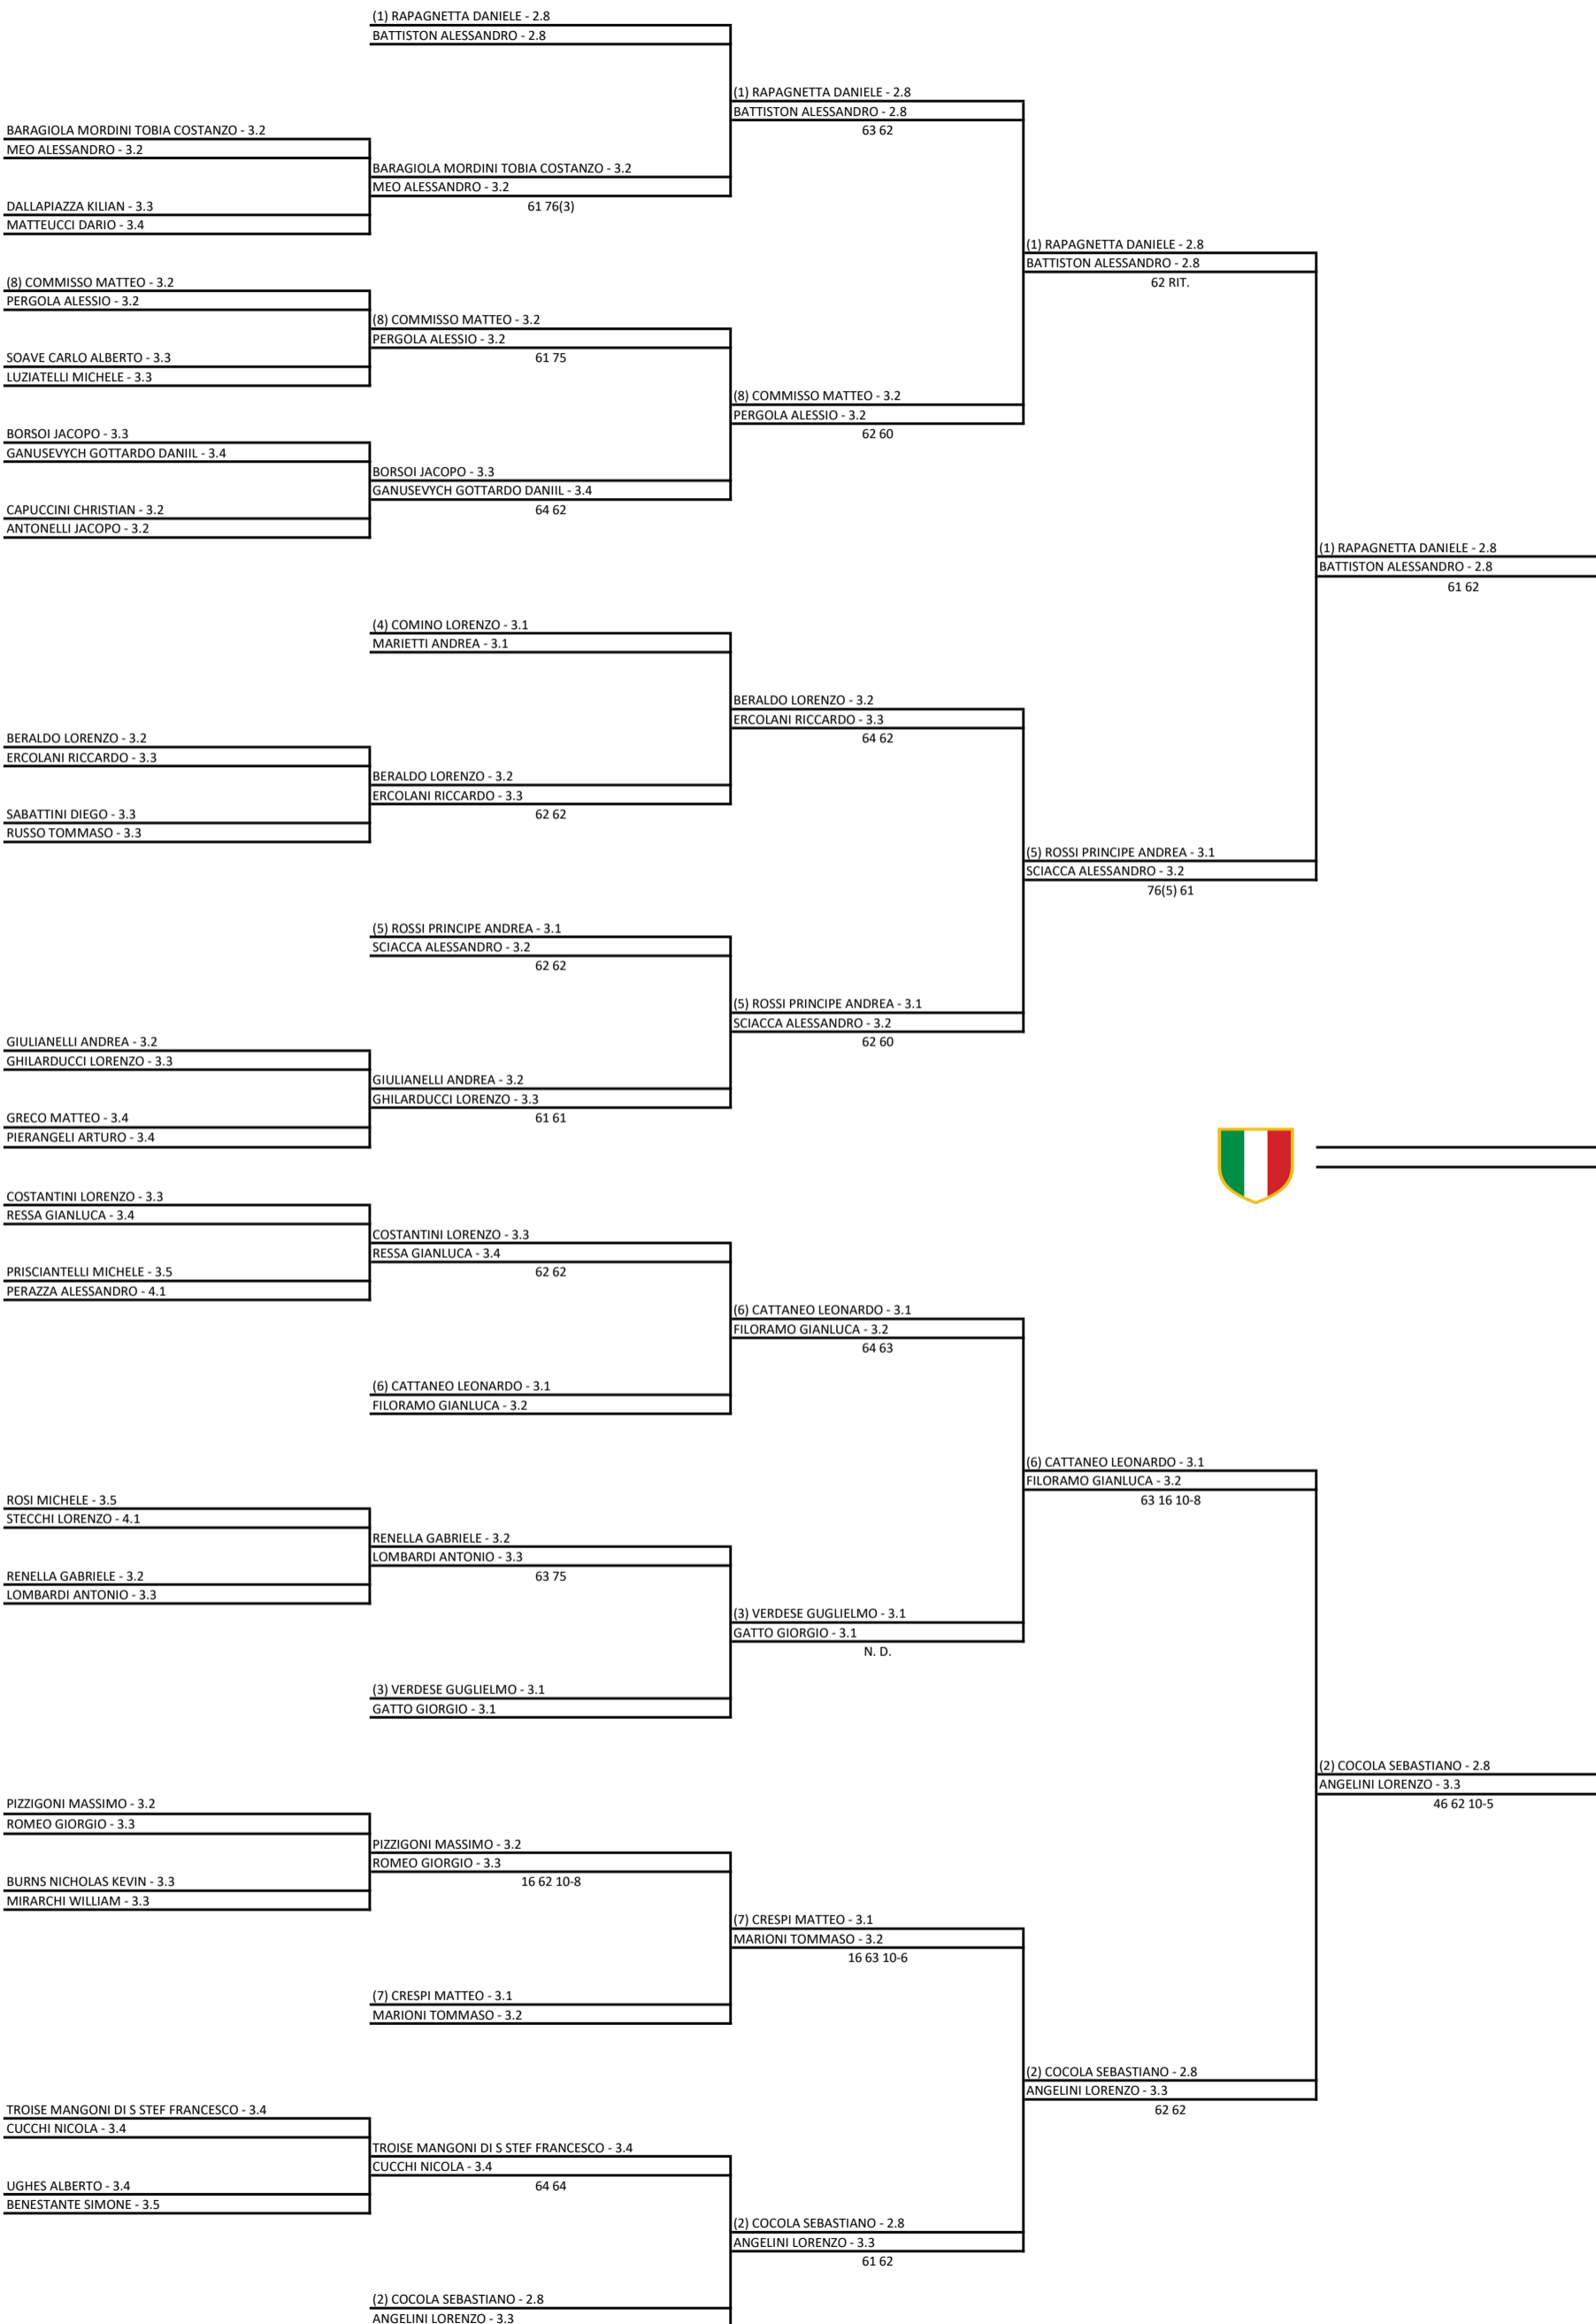 (1) RAPAGNETTA DANIELE - 2.8
BATTISTON ALESSANDRO - 2.8
(1) RAPAGNETTA DANIELE - 2.8
BATTISTON ALESSANDRO - 2.8
63 62
BARAGIOLA MORDINI TOBIA COSTANZO - 3.2
MEO ALESSANDRO - 3.2
BARAGIOLA MORDINI TOBIA COSTANZO - 3.2
MEO ALESSANDRO - 3.2
61 76(3)
DALLAPIAZZA KILIAN - 3.3
MATTEUCCI DARIO - 3.4
(1) RAPAGNETTA DANIELE - 2.8
BATTISTON ALESSANDRO - 2.8
62 RIT.
(8) COMMISSO MATTEO - 3.2
PERGOLA ALESSIO - 3.2
(8) COMMISSO MATTEO - 3.2
PERGOLA ALESSIO - 3.2
61 75
SOAVE CARLO ALBERTO - 3.3
LUZIATELLI MICHELE - 3.3
(8) COMMISSO MATTEO - 3.2
PERGOLA ALESSIO - 3.2
62 60
BORSOI JACOPO - 3.3
GANUSEVYCH GOTTARDO DANIIL - 3.4
BORSOI JACOPO - 3.3
GANUSEVYCH GOTTARDO DANIIL - 3.4
64 62
CAPUCCINI CHRISTIAN - 3.2
ANTONELLI JACOPO - 3.2
(1) RAPAGNETTA DANIELE - 2.8
BATTISTON ALESSANDRO - 2.8
61 62
(4) COMINO LORENZO - 3.1
MARIETTI ANDREA - 3.1
BERALDO LORENZO - 3.2
ERCOLANI RICCARDO - 3.3
64 62
BERALDO LORENZO - 3.2
ERCOLANI RICCARDO - 3.3
BERALDO LORENZO - 3.2
ERCOLANI RICCARDO - 3.3
62 62
SABATTINI DIEGO - 3.3
RUSSO TOMMASO - 3.3
(5) ROSSI PRINCIPE ANDREA - 3.1
SCIACCA ALESSANDRO - 3.2
76(5) 61
(5) ROSSI PRINCIPE ANDREA - 3.1
SCIACCA ALESSANDRO - 3.2
62 62
(5) ROSSI PRINCIPE ANDREA - 3.1
SCIACCA ALESSANDRO - 3.2
62 60
GIULIANELLI ANDREA - 3.2
GHILARDUCCI LORENZO - 3.3
GIULIANELLI ANDREA - 3.2
GHILARDUCCI LORENZO - 3.3
61 61
GRECO MATTEO - 3.4
PIERANGELI ARTURO - 3.4
COSTANTINI LORENZO - 3.3
RESSA GIANLUCA - 3.4
COSTANTINI LORENZO - 3.3
RESSA GIANLUCA - 3.4
62 62
PRISCIANTELLI MICHELE - 3.5
PERAZZA ALESSANDRO - 4.1
(6) CATTANEO LEONARDO - 3.1
FILORAMO GIANLUCA - 3.2
64 63
(6) CATTANEO LEONARDO - 3.1
FILORAMO GIANLUCA - 3.2
(6) CATTANEO LEONARDO - 3.1
FILORAMO GIANLUCA - 3.2
63 16 10-8
ROSI MICHELE - 3.5
STECCHI LORENZO - 4.1
RENELLA GABRIELE - 3.2
LOMBARDI ANTONIO - 3.3
63 75
RENELLA GABRIELE - 3.2
LOMBARDI ANTONIO - 3.3
(3) VERDESE GUGLIELMO - 3.1
GATTO GIORGIO - 3.1
N. D.
(3) VERDESE GUGLIELMO - 3.1
GATTO GIORGIO - 3.1
(2) COCOLA SEBASTIANO - 2.8
ANGELINI LORENZO - 3.3
46 62 10-5
PIZZIGONI MASSIMO - 3.2
ROMEO GIORGIO - 3.3
PIZZIGONI MASSIMO - 3.2
ROMEO GIORGIO - 3.3
16 62 10-8
BURNS NICHOLAS KEVIN - 3.3
MIRARCHI WILLIAM - 3.3
(7) CRESPI MATTEO - 3.1
MARIONI TOMMASO - 3.2
16 63 10-6
(7) CRESPI MATTEO - 3.1
MARIONI TOMMASO - 3.2
(2) COCOLA SEBASTIANO - 2.8
ANGELINI LORENZO - 3.3
62 62
TROISE MANGONI DI S STEF FRANCESCO - 3.4
CUCCHI NICOLA - 3.4
TROISE MANGONI DI S STEF FRANCESCO - 3.4
CUCCHI NICOLA - 3.4
64 64
UGHES ALBERTO - 3.4
BENESTANTE SIMONE - 3.5
(2) COCOLA SEBASTIANO - 2.8
ANGELINI LORENZO - 3.3
61 62
(2) COCOLA SEBASTIANO - 2.8
ANGELINI LORENZO - 3.3